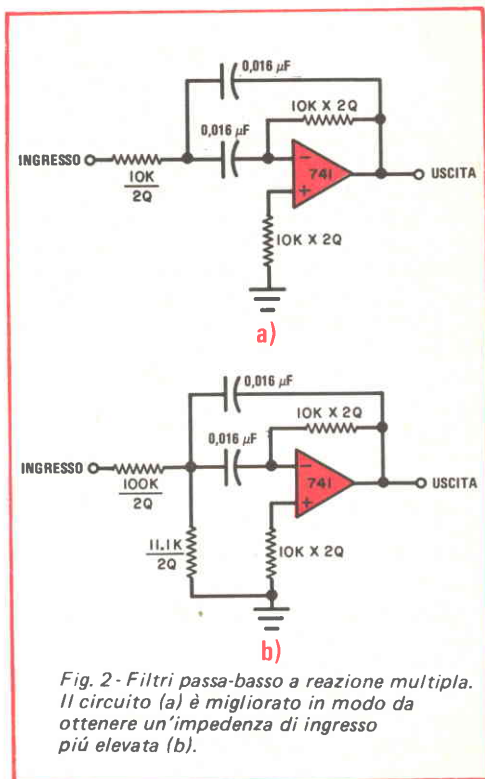 0,016 μF
10K X 2Q
0,016 μF
INGRESSO
10K
2Q
-
741
+
USCITA
10K X 2Q
a)
0,016 μF
10K X 2Q
0,016 μF
INGRESSO
100K
2Q
-
741
+
USCITA
11.1K
2Q
10K X 2Q
b)
Fig. 2 - Filtri passa-basso a reazione multipla.
Il circuito (a) è migliorato in modo da
ottenere un'impedenza di ingresso
piú elevata (b).